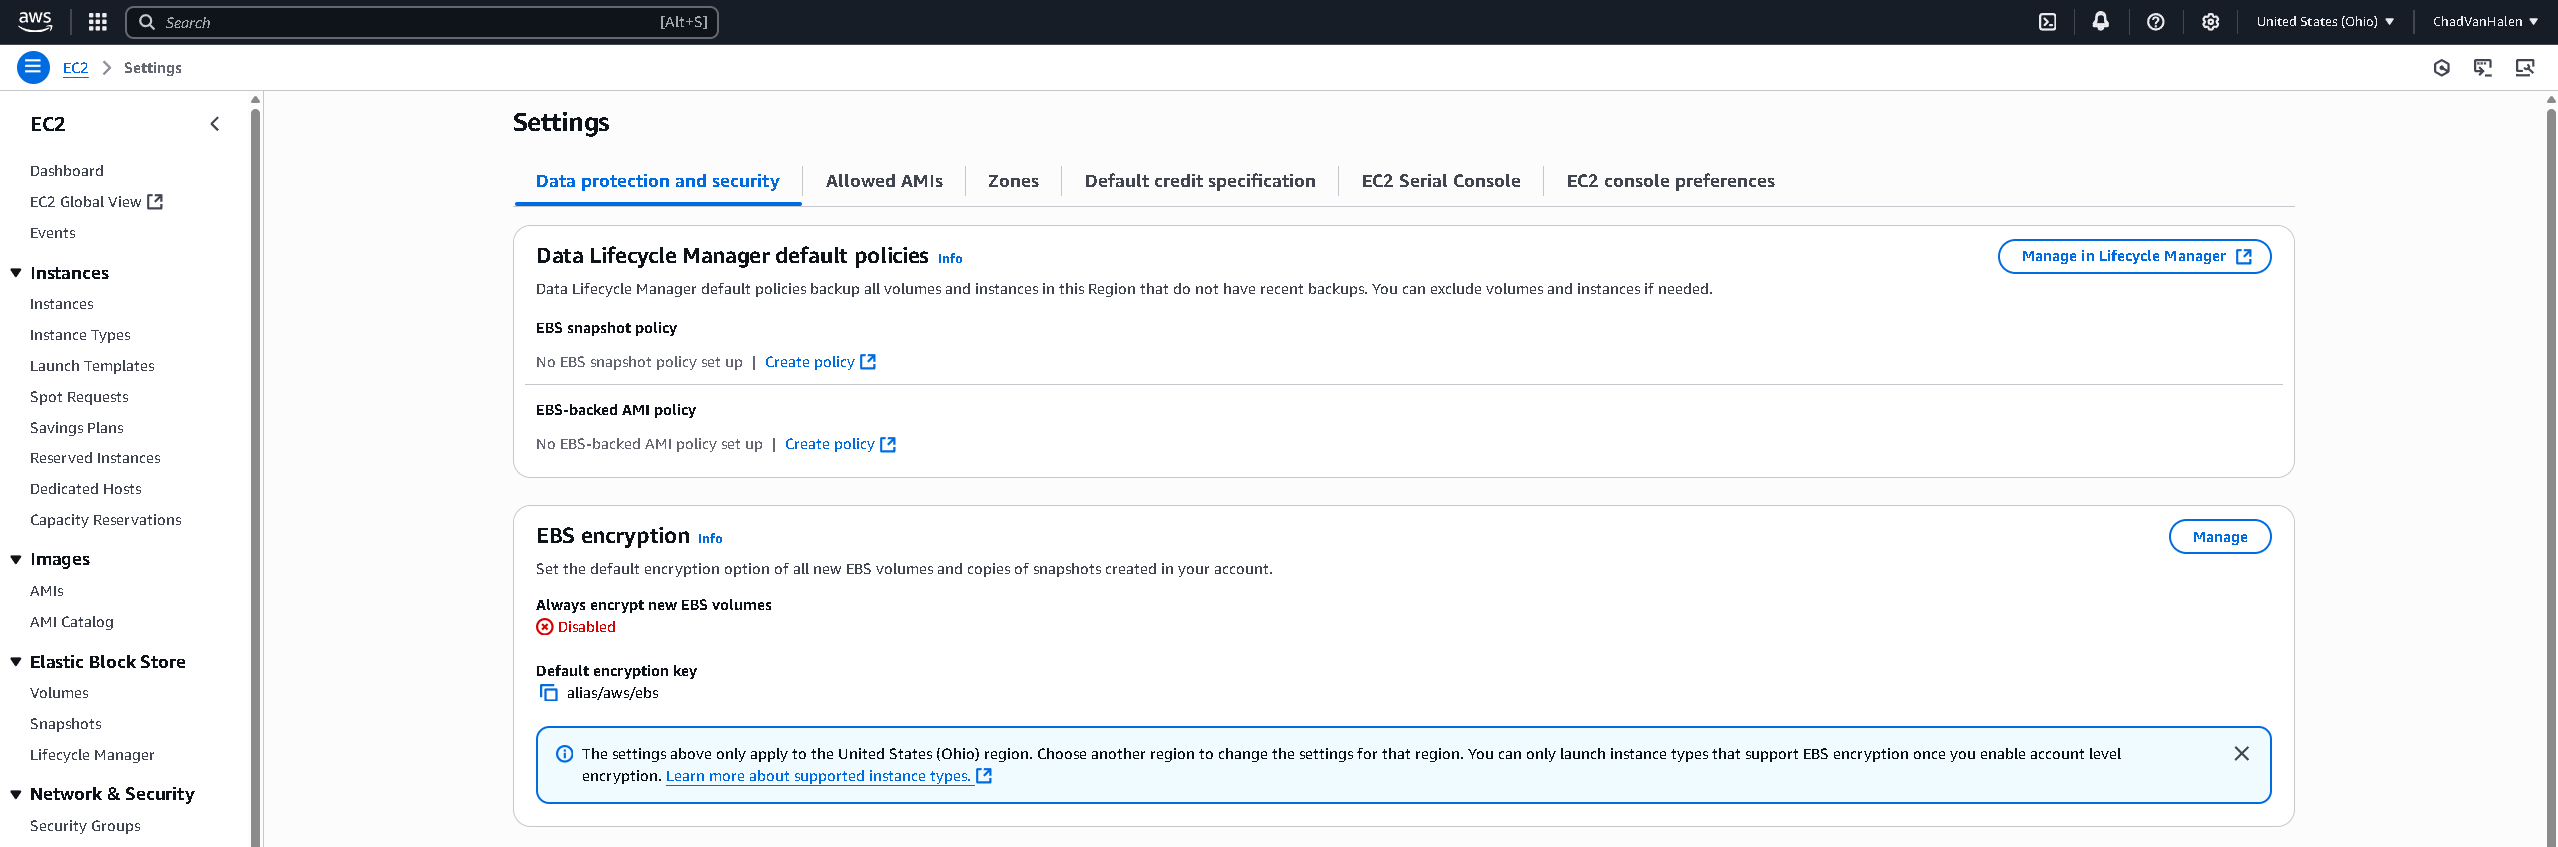 aws
Search [Alt+S]
United States (Ohio)
ChadVanHalen
EC2
Settings
EC2
Dashboard
EC2 Global View
Events
Instances
Instances
Instance Types
Launch Templates
Spot Requests
Savings Plans
Reserved Instances
Dedicated Hosts
Capacity Reservations
Images
AMIs
AMI Catalog
Elastic Block Store
Volumes
Snapshots
Lifecycle Manager
Network & Security
Security Groups
Settings
Data protection and security
Allowed AMIs
Zones
Default credit specification
EC2 Serial Console
EC2 console preferences
Data Lifecycle Manager default policies Info
Manage in Lifecycle Manager
Data Lifecycle Manager default policies backup all volumes and instances in this Region that do not have recent backups. You can exclude volumes and instances if needed.
EBS snapshot policy
No EBS snapshot policy set up | Create policy
EBS-backed AMI policy
No EBS-backed AMI policy set up | Create policy
EBS encryption Info
Manage
Set the default encryption option of all new EBS volumes and copies of snapshots created in your account.
Always encrypt new EBS volumes
Disabled
Default encryption key
alias/aws/ebs
The settings above only apply to the United States (Ohio) region. Choose another region to change the settings for that region. You can only launch instance types that support EBS encryption once you enable account level
encryption. Learn more about supported instance types.